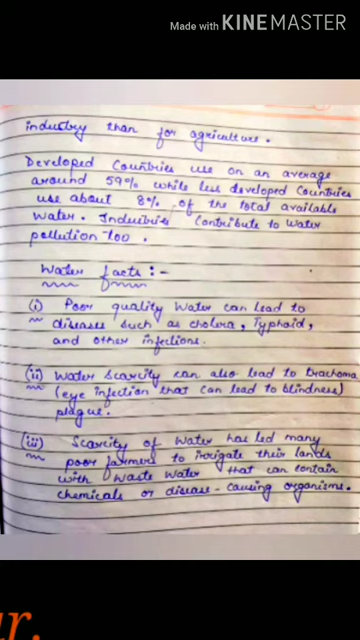 Made with KINEMASTER
industry than for agriculture.
Developed Countries use on an average
around 59% while less developed Countries
use about 8% of the total available
Water. Industries Contribute to Water
pollution too.
Water facts:-
(i) Poor quality Water can lead to
diseases such as cholera, Typhoid,
and other infections.
(ii) Water Scarcity can also lead to trachoma
(eye infection that can lead to blindness)
plague.
(iii) Scarcity of Water has led many
poor farmers to irrigate their lands
with Waste Water that can contain
chemicals or disease-causing organisms.
ar.